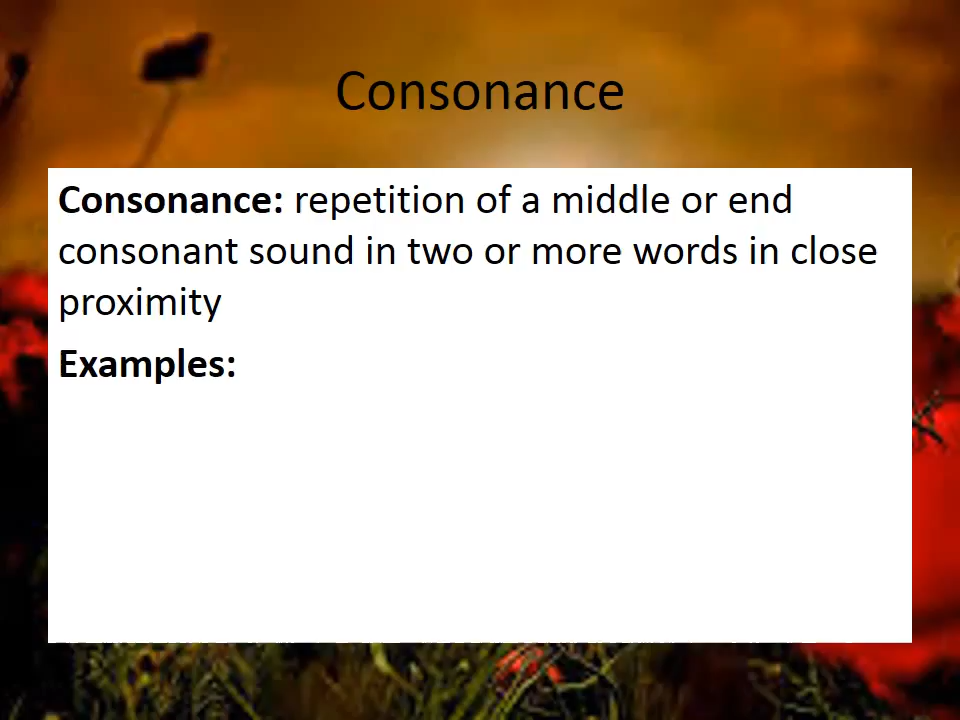 Consonance
Consonance: repetition of a middle or end
consonant sound in two or more words in close
proximity
Examples: